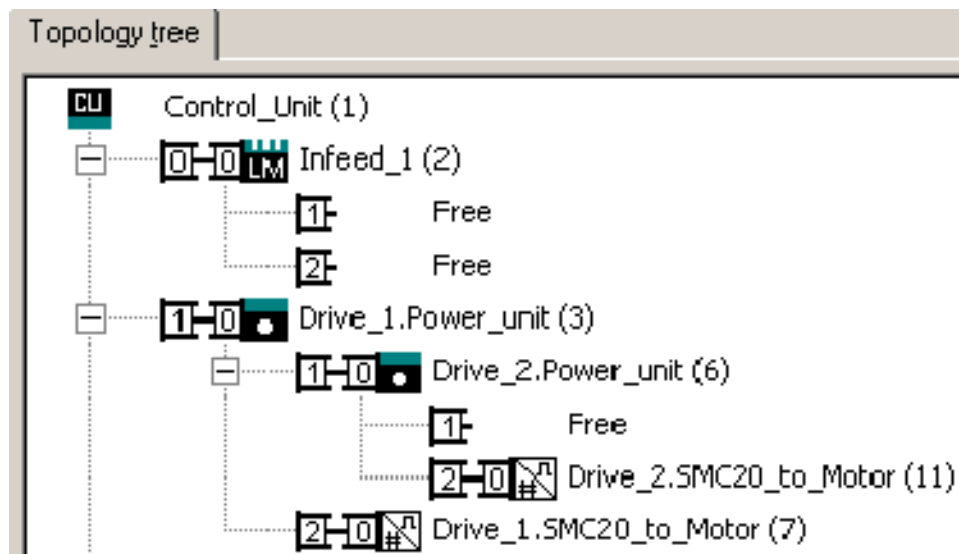 Topology tree
CU Control_Unit (1)
0 0 LM Infeed_1 (2)
1 Free
2 Free
1 0 Drive_1.Power_unit (3)
1 0 Drive_2.Power_unit (6)
1 Free
2 0 # Drive_2.SMC20_to_Motor (11)
2 0 # Drive_1.SMC20_to_Motor (7)